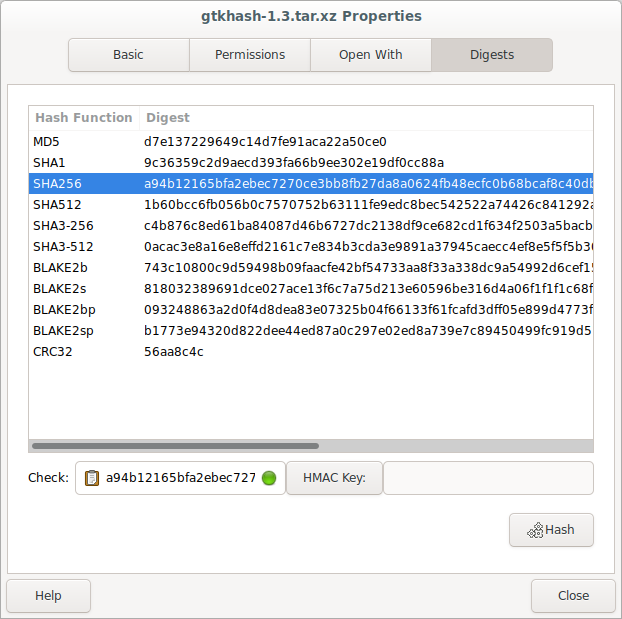 gtkhash-1.3.tar.xz Properties
Basic Permissions Open With Digests
Hash Function Digest
MD5 d7e137229649c14d7fe91aca22a50ce0
SHA1 9c36359c2d9aecd393fa66b9ee302e19df0cc88a
SHA256 a94b12165bfa2ebec7270ce3bb8fb27da8a0624fb48ecfc0b68bcaf8c40db
SHA512 1b60bcc6fb056b0c7570752b63111fe9edc8bec542522a74426c841292a
SHA3-256 c4b876c8ed61ba84087d46b6727dc2138df9ce682cd1f634f2503a5bacb
SHA3-512 0acac3e8a16e8effd2161c7e834b3cda3e9891a37945caecc4ef8e5f5f5b30
BLAKE2b 743c10800c9d59498b09faacfe42bf54733aa8f33a338dc9a54992d6cef15
BLAKE2s 818032389691dce027ace13f6c7a75d213e60596be316d4a06f1f1f1c68f
BLAKE2bp 093248863a2d0f4d8dea83e07325b04f66133f61fcafd3dff05e899d4773f
BLAKE2sp b1773e94320d822dee44ed87a0c297e02ed8a739e7c89450499fc919d5
CRC32 56aa8c4c
Check: a94b12165bfa2ebec727 HMAC Key:
Hash
Help Close